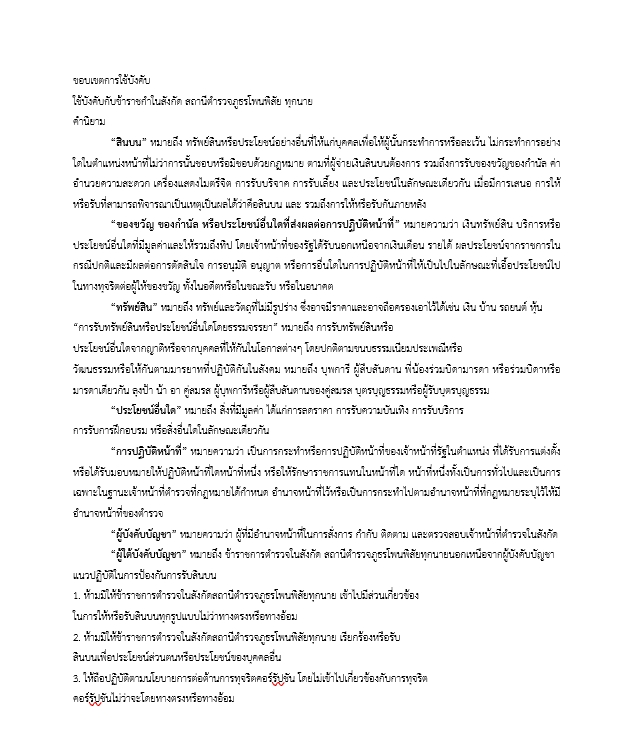 ขอบเขตการใช้บังคับ
ใช้บังคับกับข้าราชกำในสังกัด สถานีตำรวจภูธรโพนพิสัย ทุกนาย
คำนิยาม
“สินบน” หมายถึง ทรัพย์สินหรือประโยชน์อย่างอื่นที่ให้แก่บุคคลเพื่อให้ผู้นั้นกระทำการหรือละเว้น ไม่กระทำการอย่าง
ใดในตำแหน่งหน้าที่ไม่ว่าการนั้นชอบหรือมิชอบด้วยกฎหมาย ตามที่ผู้จ่ายเงินสินบนต้องการ รวมถึงการรับของขวัญของกำนัล ค่า
อำนวยความสะดวก เครื่องแสดงไมตรีจิต การรับบริจาค การรับเลี้ยง และประโยชน์ในลักษณะเดียวกัน เมื่อมีการเสนอ การให้
หรือรับที่สามารถพิจารณาเป็นเหตุเป็นผลได้ว่าคือสินบน และ รวมถึงการให้หรือรับกันภายหลัง
“ของขวัญ ของกำนัล หรือประโยชน์อื่นใดที่ส่งผลต่อการปฏิบัติหน้าที่” หมายความว่า เงินทรัพย์สิน บริการหรือ
ประโยชน์อื่นใดที่มีมูลค่าและให้รวมถึงทิป โดยเจ้าหน้าที่ของรัฐได้รับนอกเหนือจากเงินเดือน รายได้ ผลประโยชน์จากราชการใน
กรณีปกติและมีผลต่อการตัดสินใจ การอนุมัติ อนุญาต หรือการอื่นใดในการปฏิบัติหน้าที่ให้เป็นไปในลักษณะที่เอื้อประโยชน์ไป
ในทางทุจริตต่อผู้ให้ของขวัญ ทั้งในอดีตหรือในขณะรับ หรือในอนาคต
“ทรัพย์สิน” หมายถึง ทรัพย์และวัตถุที่ไม่มีรูปร่าง ซึ่งอาจมีราคาและอาจถือครองเอาไว้ได้เช่น เงิน บ้าน รถยนต์ หุ้น
“การรับทรัพย์สินหรือประโยชน์อื่นใดโดยธรรมจรรยา” หมายถึง การรับทรัพย์สินหรือ
ประโยชน์อื่นใดจากญาติหรือจากบุคคลที่ให้กันในโอกาสต่างๆ โดยปกติตามขนบธรรมเนียมประเพณีหรือ
วัฒนธรรมหรือให้กันตามมารยาทที่ปฏิบัติกันในสังคม หมายถึง บุพการี ผู้สืบสันดาน พี่น้องร่วมบิดามารดา หรือร่วมบิดาหรือ
มารดาเดียวกัน ลุงป้า น้า อา คู่สมรส ผู้บุพการีหรือผู้สืบสันดานของคู่สมรส บุตรบุญธรรมหรือผู้รับบุตรบุญธรรม
“ประโยชน์อื่นใด” หมายถึง สิ่งที่มีมูลค่า ได้แก่การลดราคา การรับความบันเทิง การรับบริการ
การรับการฝึกอบรม หรือสิ่งอื่นใดในลักษณะเดียวกัน
“การปฏิบัติหน้าที่” หมายความว่า เป็นการกระทำหรือการปฏิบัติหน้าที่ของเจ้าหน้าที่รัฐในตำแหน่ง ที่ได้รับการแต่งตั้ง
หรือได้รับมอบหมายให้ปฏิบัติหน้าที่ใดหน้าที่หนึ่ง หรือให้รักษาราชการแทนในหน้าที่ใด หน้าที่หนึ่งทั้งเป็นการทั่วไปและเป็นการ
เฉพาะในฐานะเจ้าหน้าที่ตำรวจที่กฎหมายได้กำหนด อำนาจหน้าที่ไว้หรือเป็นการกระทำไปตามอำนาจหน้าที่ที่กฎหมายระบุไว้ให้มี
อำนาจหน้าที่ของตำรวจ
“ผู้บังคับบัญชา” หมายความว่า ผู้ที่มีอำนาจหน้าที่ในการสั่งการ กำกับ ติดตาม และตรวจสอบเจ้าหน้าที่ตำรวจในสังกัด
“ผู้ใต้บังคับบัญชา” หมายถึง ข้าราชการตำรวจในสังกัด สถานีตำรวจภูธรโพนพิสัยทุกนายนอกเหนือจากผู้บังคับบัญชา
แนวปฏิบัติในการป้องกันการรับสินบน
1. ห้ามมิให้ข้าราชการตำรวจในสังกัดสถานีตำรวจภูธรโพนพิสัยทุกนาย เข้าไปมีส่วนเกี่ยวข้อง
ในการให้หรือรับสินบนทุกรูปแบบไม่ว่าทางตรงหรือทางอ้อม
2. ห้ามมิให้ข้าราชการตำรวจในสังกัดสถานีตำรวจภูธรโพนพิสัยทุกนาย เรียกร้องหรือรับ
สินบนเพื่อประโยชน์ส่วนตนหรือประโยชน์ของบุคคลอื่น
3. ให้ถือปฏิบัติตามนโยบายการต่อต้านการทุจริตคอร์รัปชัน โดยไม่เข้าไปเกี่ยวข้องกับการทุจริต
คอร์รัปชันไม่ว่าจะโดยทางตรงหรือทางอ้อม